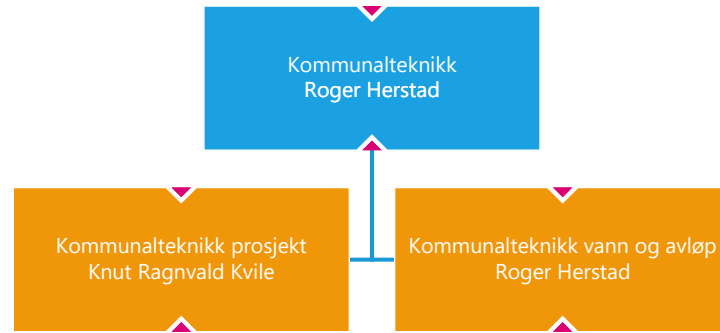 Kommunalteknikk
Roger Herstad
Kommunalteknikk prosjekt
Knut Ragnvald Kvile
Kommunalteknikk vann og avløp
Roger Herstad